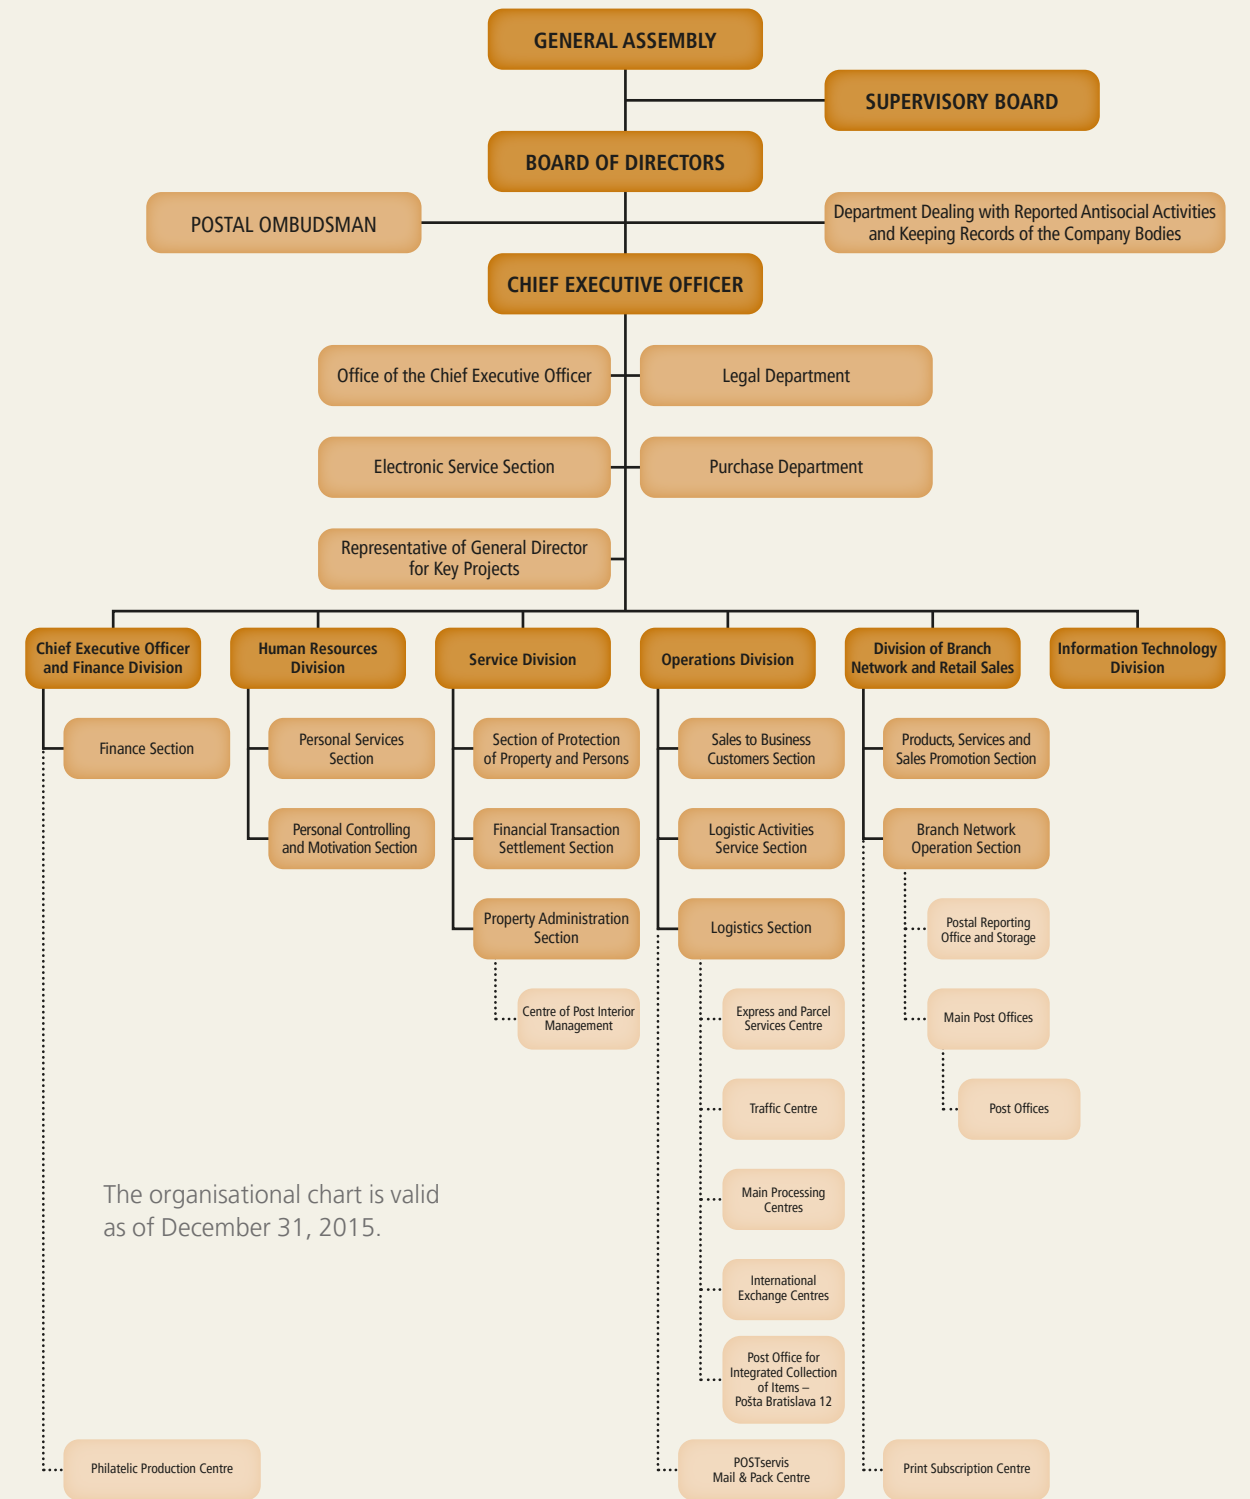 GENERAL ASSEMBLY
SUPERVISORY BOARD
BOARD OF DIRECTORS
POSTAL OMBUDSMAN
Department Dealing with Reported Antisocial Activities
and Keeping Records of the Company Bodies
CHIEF EXECUTIVE OFFICER
Office of the Chief Executive Officer
Legal Department
Electronic Service Section
Purchase Department
Representative of General Director
for Key Projects
Chief Executive Officer
and Finance Division
Human Resources
Division
Service Division
Operations Division
Division of Branch
Network and Retail Sales
Information Technology
Division
Finance Section
Personal Services
Section
Section of Protection
of Property and Persons
Sales to Business
Customers Section
Products, Services and
Sales Promotion Section
Personal Controlling
and Motivation Section
Financial Transaction
Settlement Section
Logistic Activities
Service Section
Branch Network
Operation Section
Property Administration
Section
Logistics Section
Postal Reporting
Office and Storage
Centre of Post Interior
Management
Express and Parcel
Services Centre
Main Post Offices
Traffic Centre
Post Offices
The organisational chart is valid
as of December 31, 2015.
Main Processing
Centres
International
Exchange Centres
Post Office for
Integrated Collection
of Items –
Pošta Bratislava 12
Philatelic Production Centre
POSTservis
Mail & Pack Centre
Print Subscription Centre